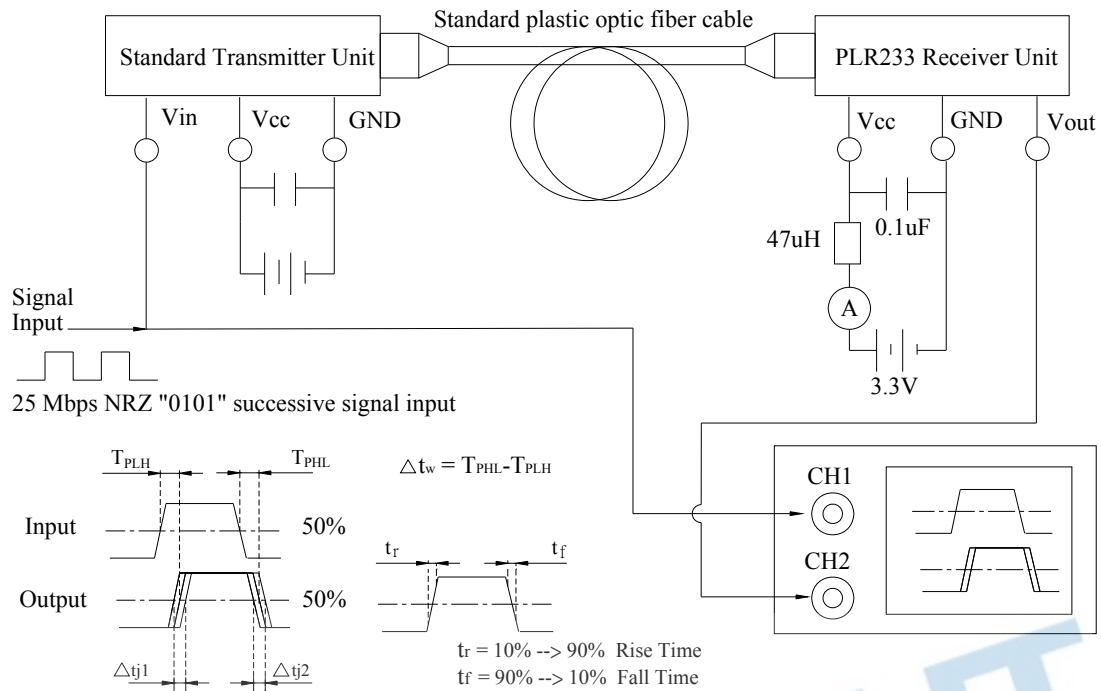 Standard plastic optic fiber cable
Standard Transmitter Unit
PLR233 Receiver Unit
Vin
Vcc
GND
Vcc
GND
Vout
0.1uF
47uH
A
3.3V
Signal
Input
25 Mbps NRZ "0101" successive signal input
TPLH
TPHL
△tw = TPHL-TPLH
CH1
CH2
Input
50%
tr
tf
Output
50%
△tj1
△tj2
tr = 10% --> 90% Rise Time
tf = 90% --> 10% Fall Time